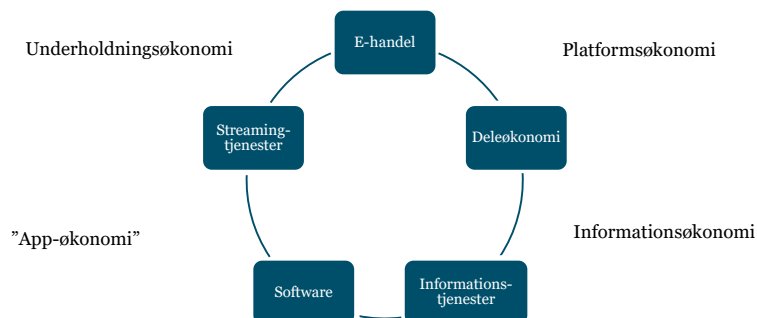 E-handel
Underholdningsøkonomi
Platformsøkonomi
Streaming-
tjenester
Deleøkonomi
”App-økonomi”
Informationsøkonomi
Software
Informations-
tjenester